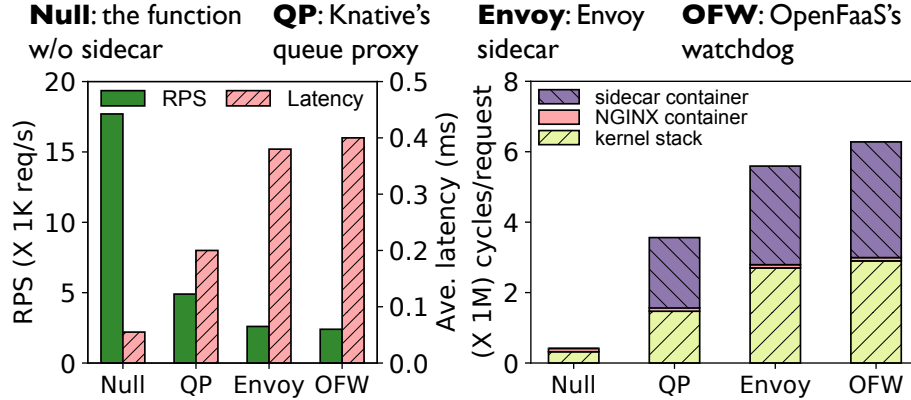 Null: the function w/o sidecar
QP: Knative's queue proxy
Envoy: Envoy sidecar
OFW: OpenFaaS's watchdog
RPS (X 1K req/s)
20
15
10
5
0
RPS
Latency
0.5
0.4
0.3
0.2
0.1
0.0
Ave. latency (ms)
Null
QP
Envoy
OFW
(X 1M) cycles/request
8
6
4
2
0
sidecar container
NGINX container
kernel stack
Null
QP
Envoy
OFW